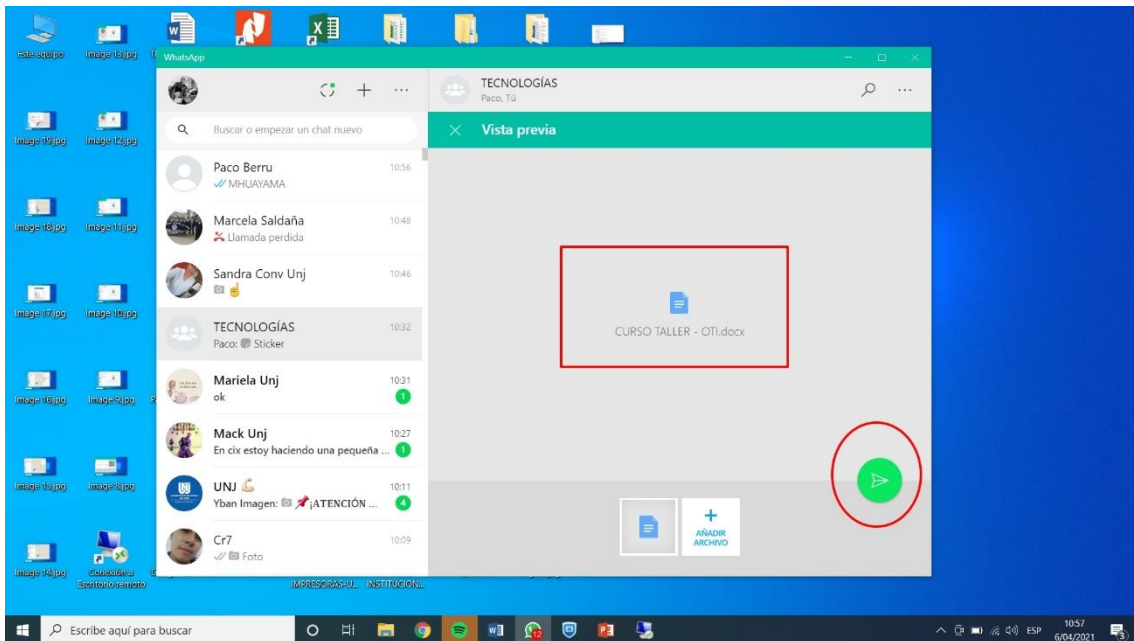 Este equipo
Image 13.jpg
WhatsApp
TECNOLOGÍAS
Paco, Tú
Buscar o empezar un chat nuevo
Vista previa
Image 19.jpg
Image 12.jpg
Paco Berru
10:56
MHUAYAMA
Marcela Saldaña
10:48
Llamada perdida
Image 18.jpg
Image 11.jpg
Sandra Conv Unj
10:46
Image 17.jpg
Image 10.jpg
TECNOLOGÍAS
10:32
Paco: Sticker
CURSO TALLER - OTI.docx
Mariela Unj
10:31
ok
1
Image 16.jpg
Image 9.jpg
Mack Unj
10:27
En cix estoy haciendo una pequeña ...
1
Image 15.jpg
Image 8.jpg
UNJ
10:11
Yban Imagen: ¡ATENCIÓN ...
4
AÑADIR
ARCHIVO
Cr7
10:09
Foto
Image 14.jpg
Conexión a
Escritorio remoto
IMPRESORAS-U...
INSTITUCION...
Escribe aquí para buscar
12
ESP
10:57
6/04/2021
3